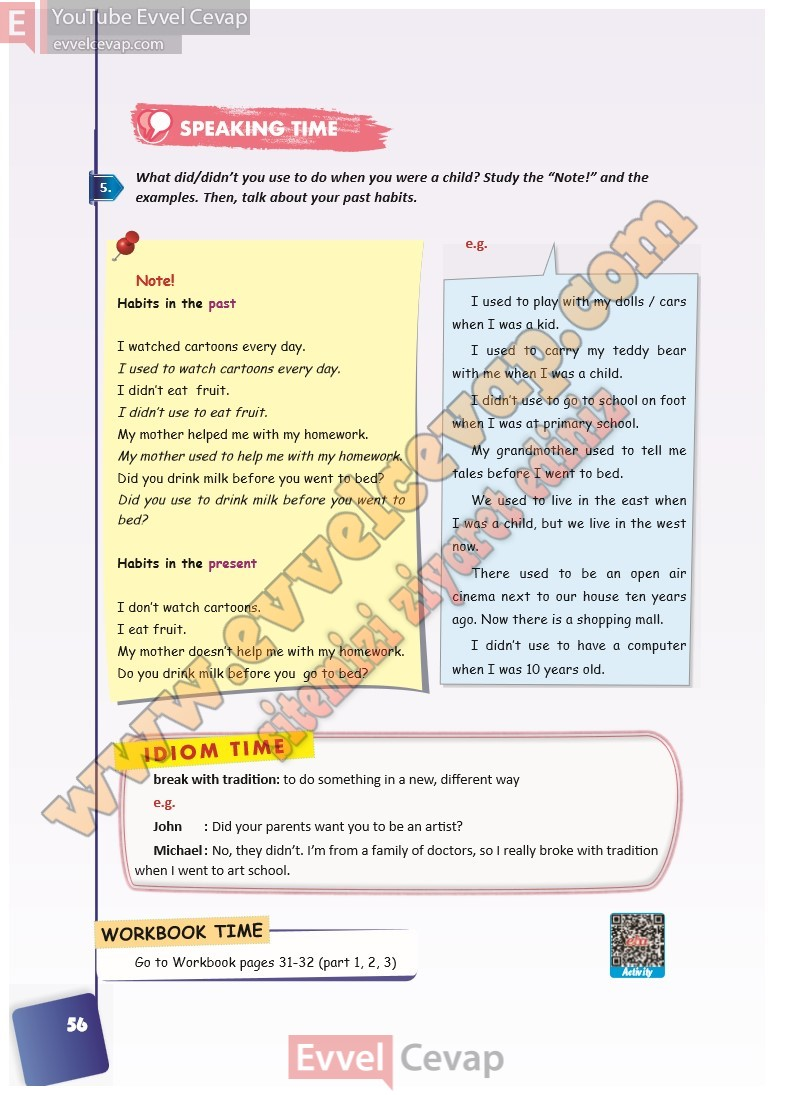 E
YouTube Evvel Cevap
evvelcevap.com
SPEAKING TIME
5.
What did/didn't you use to do when you were a child? Study the "Note!" and the
examples. Then, talk about your past habits.
Note!
Habits in the past
I watched cartoons every day.
I used to watch cartoons every day.
I didn't eat fruit.
I didn't use to eat fruit.
My mother helped me with my homework.
My mother used to help me with my homework.
Did you drink milk before you went to bed?
Did you use to drink milk before you went to
bed?
Habits in the present
I don't watch cartoons.
I eat fruit.
My mother doesn't help me with my homework.
Do you drink milk before you go to bed?
e.g.
I used to play with my dolls / cars
when I was a kid.
I used to carry my teddy bear
with me when I was a child.
I didn't use to go to school on foot
when I was at primary school.
My grandmother used to tell me
tales before I went to bed.
We used to live in the east when
I was a child, but we live in the west
now.
There used to be an open air
cinema next to our house ten years
ago. Now there is a shopping mall.
I didn't use to have a computer
when I was 10 years old.
www.evvelcevap.com
sitemizi ziyaret ediniz
IDIOM TIME
break with tradition: to do something in a new, different way
e.g.
John : Did your parents want you to be an artist?
Michael : No, they didn't. I'm from a family of doctors, so I really broke with tradition
when I went to art school.
WORKBOOK TIME
Go to Workbook pages 31-32 (part 1, 2, 3)
Activity
56
Evvel Cevap